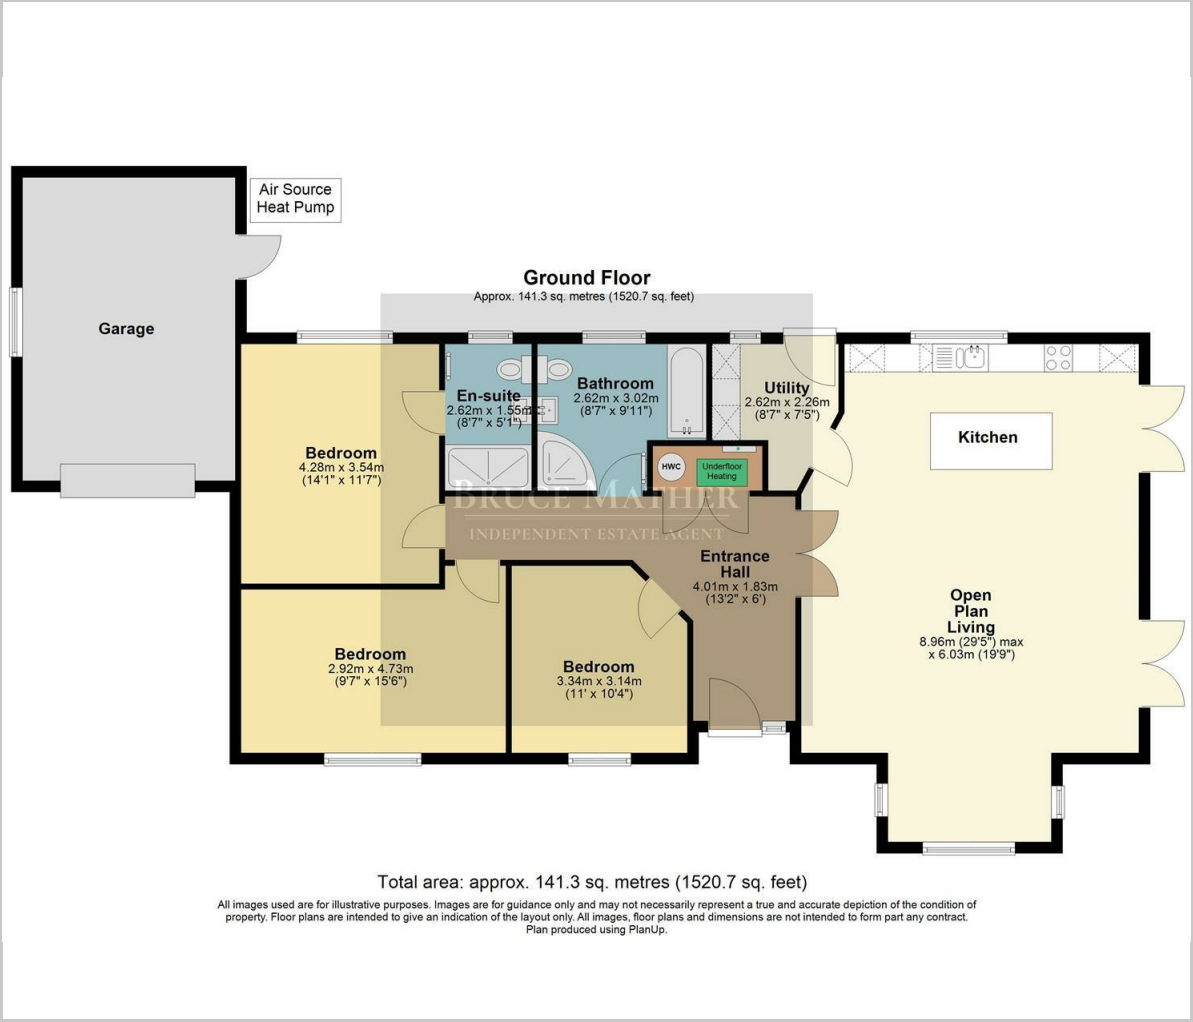 Air Source
Heat Pump
Ground Floor
Approx. 141.3 sq. metres (1520.7 sq. feet)
Garage
En-suite
2.62m x 1.55m
(8'7" x 5'1")
Bathroom
2.62m x 3.02m
(8'7" x 9'11")
Utility
2.62m x 2.26m
(8'7" x 7'5")
Kitchen
Bedroom
4.28m x 3.54m
(14'1" x 11'7")
HWC
Underfloor
Heating
BRUCE MATHER
INDEPENDENT ESTATE AGENT
Entrance
Hall
4.01m x 1.83m
(13'2" x 6')
Open
Plan
Living
8.96m (29'5") max
x 6.03m (19'9")
Bedroom
2.92m x 4.73m
(9'7" x 15'6")
Bedroom
3.34m x 3.14m
(11' x 10'4")
Total area: approx. 141.3 sq. metres (1520.7 sq. feet)
All images used are for illustrative purposes. Images are for guidance only and may not necessarily represent a true and accurate depiction of the condition of
property. Floor plans are intended to give an indication of the layout only. All images, floor plans and dimensions are not intended to form part any contract.
Plan produced using PlanUp.